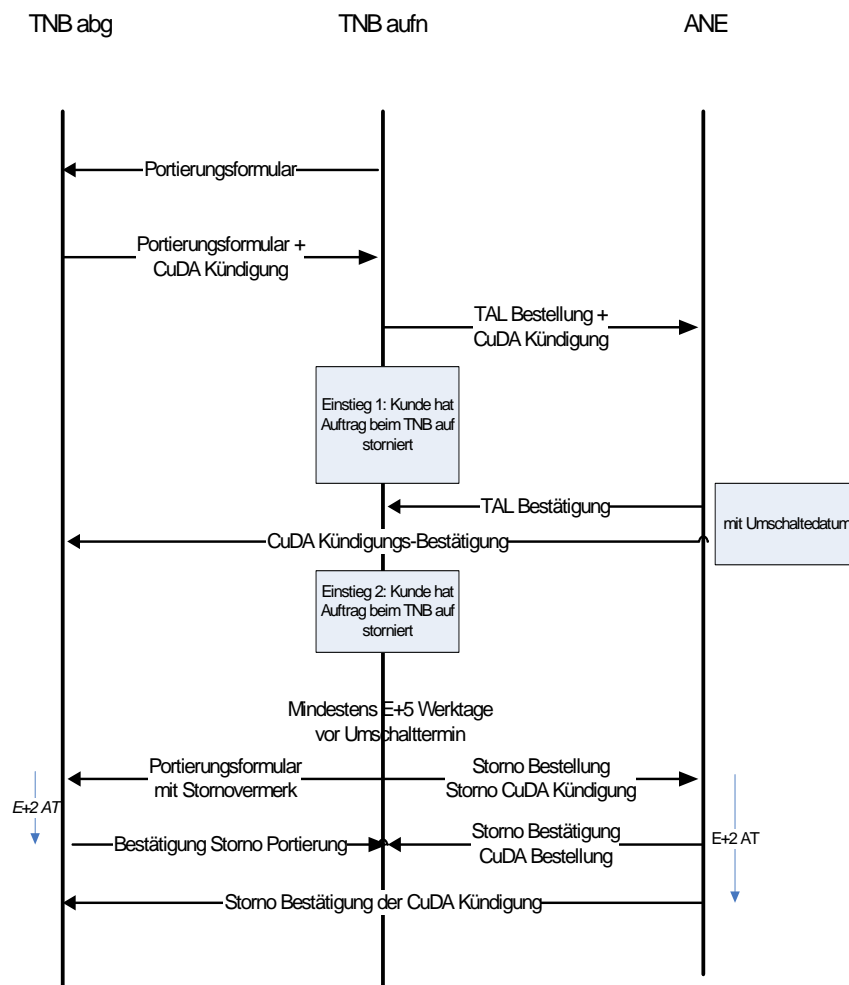 TNB abg
TNB aufn
ANE
Portierungsformular
Portierungsformular +
CuDA Kündigung
TAL Bestellung +
CuDA Kündigung
Einstieg 1: Kunde hat
Auftrag beim TNB auf
storniert
TAL Bestätigung
mit Umschaltedatum
CuDA Kündigungs-Bestätigung
Einstieg 2: Kunde hat
Auftrag beim TNB auf
storniert
Mindestens E+5 Werktage
vor Umschalttermin
Portierungsformular
mit Stornovermerk
Storno Bestellung
Storno CuDA Kündigung
E+2 AT
Bestätigung Storno Portierung
Storno Bestätigung
CuDA Bestellung
E+2 AT
Storno Bestätigung der CuDA Kündigung